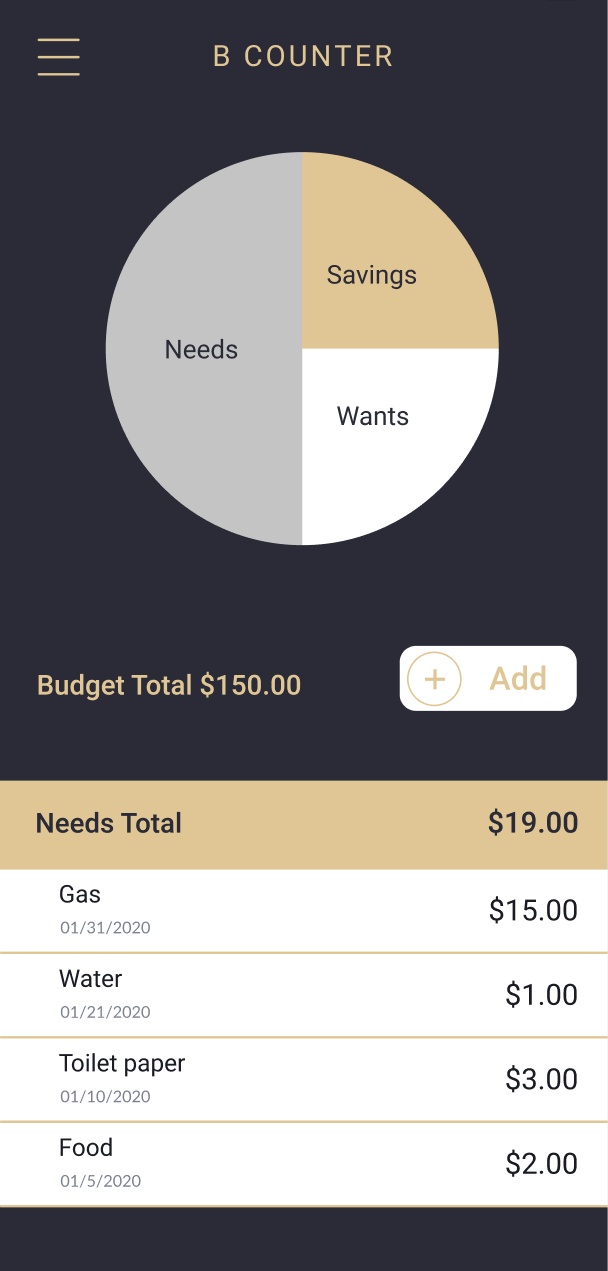 B COUNTER
Savings
Needs
Wants
Budget Total $150.00
+ Add
Needs Total $19.00
Gas
01/31/2020
$15.00
Water
01/21/2020
$1.00
Toilet paper
01/10/2020
$3.00
Food
01/5/2020
$2.00